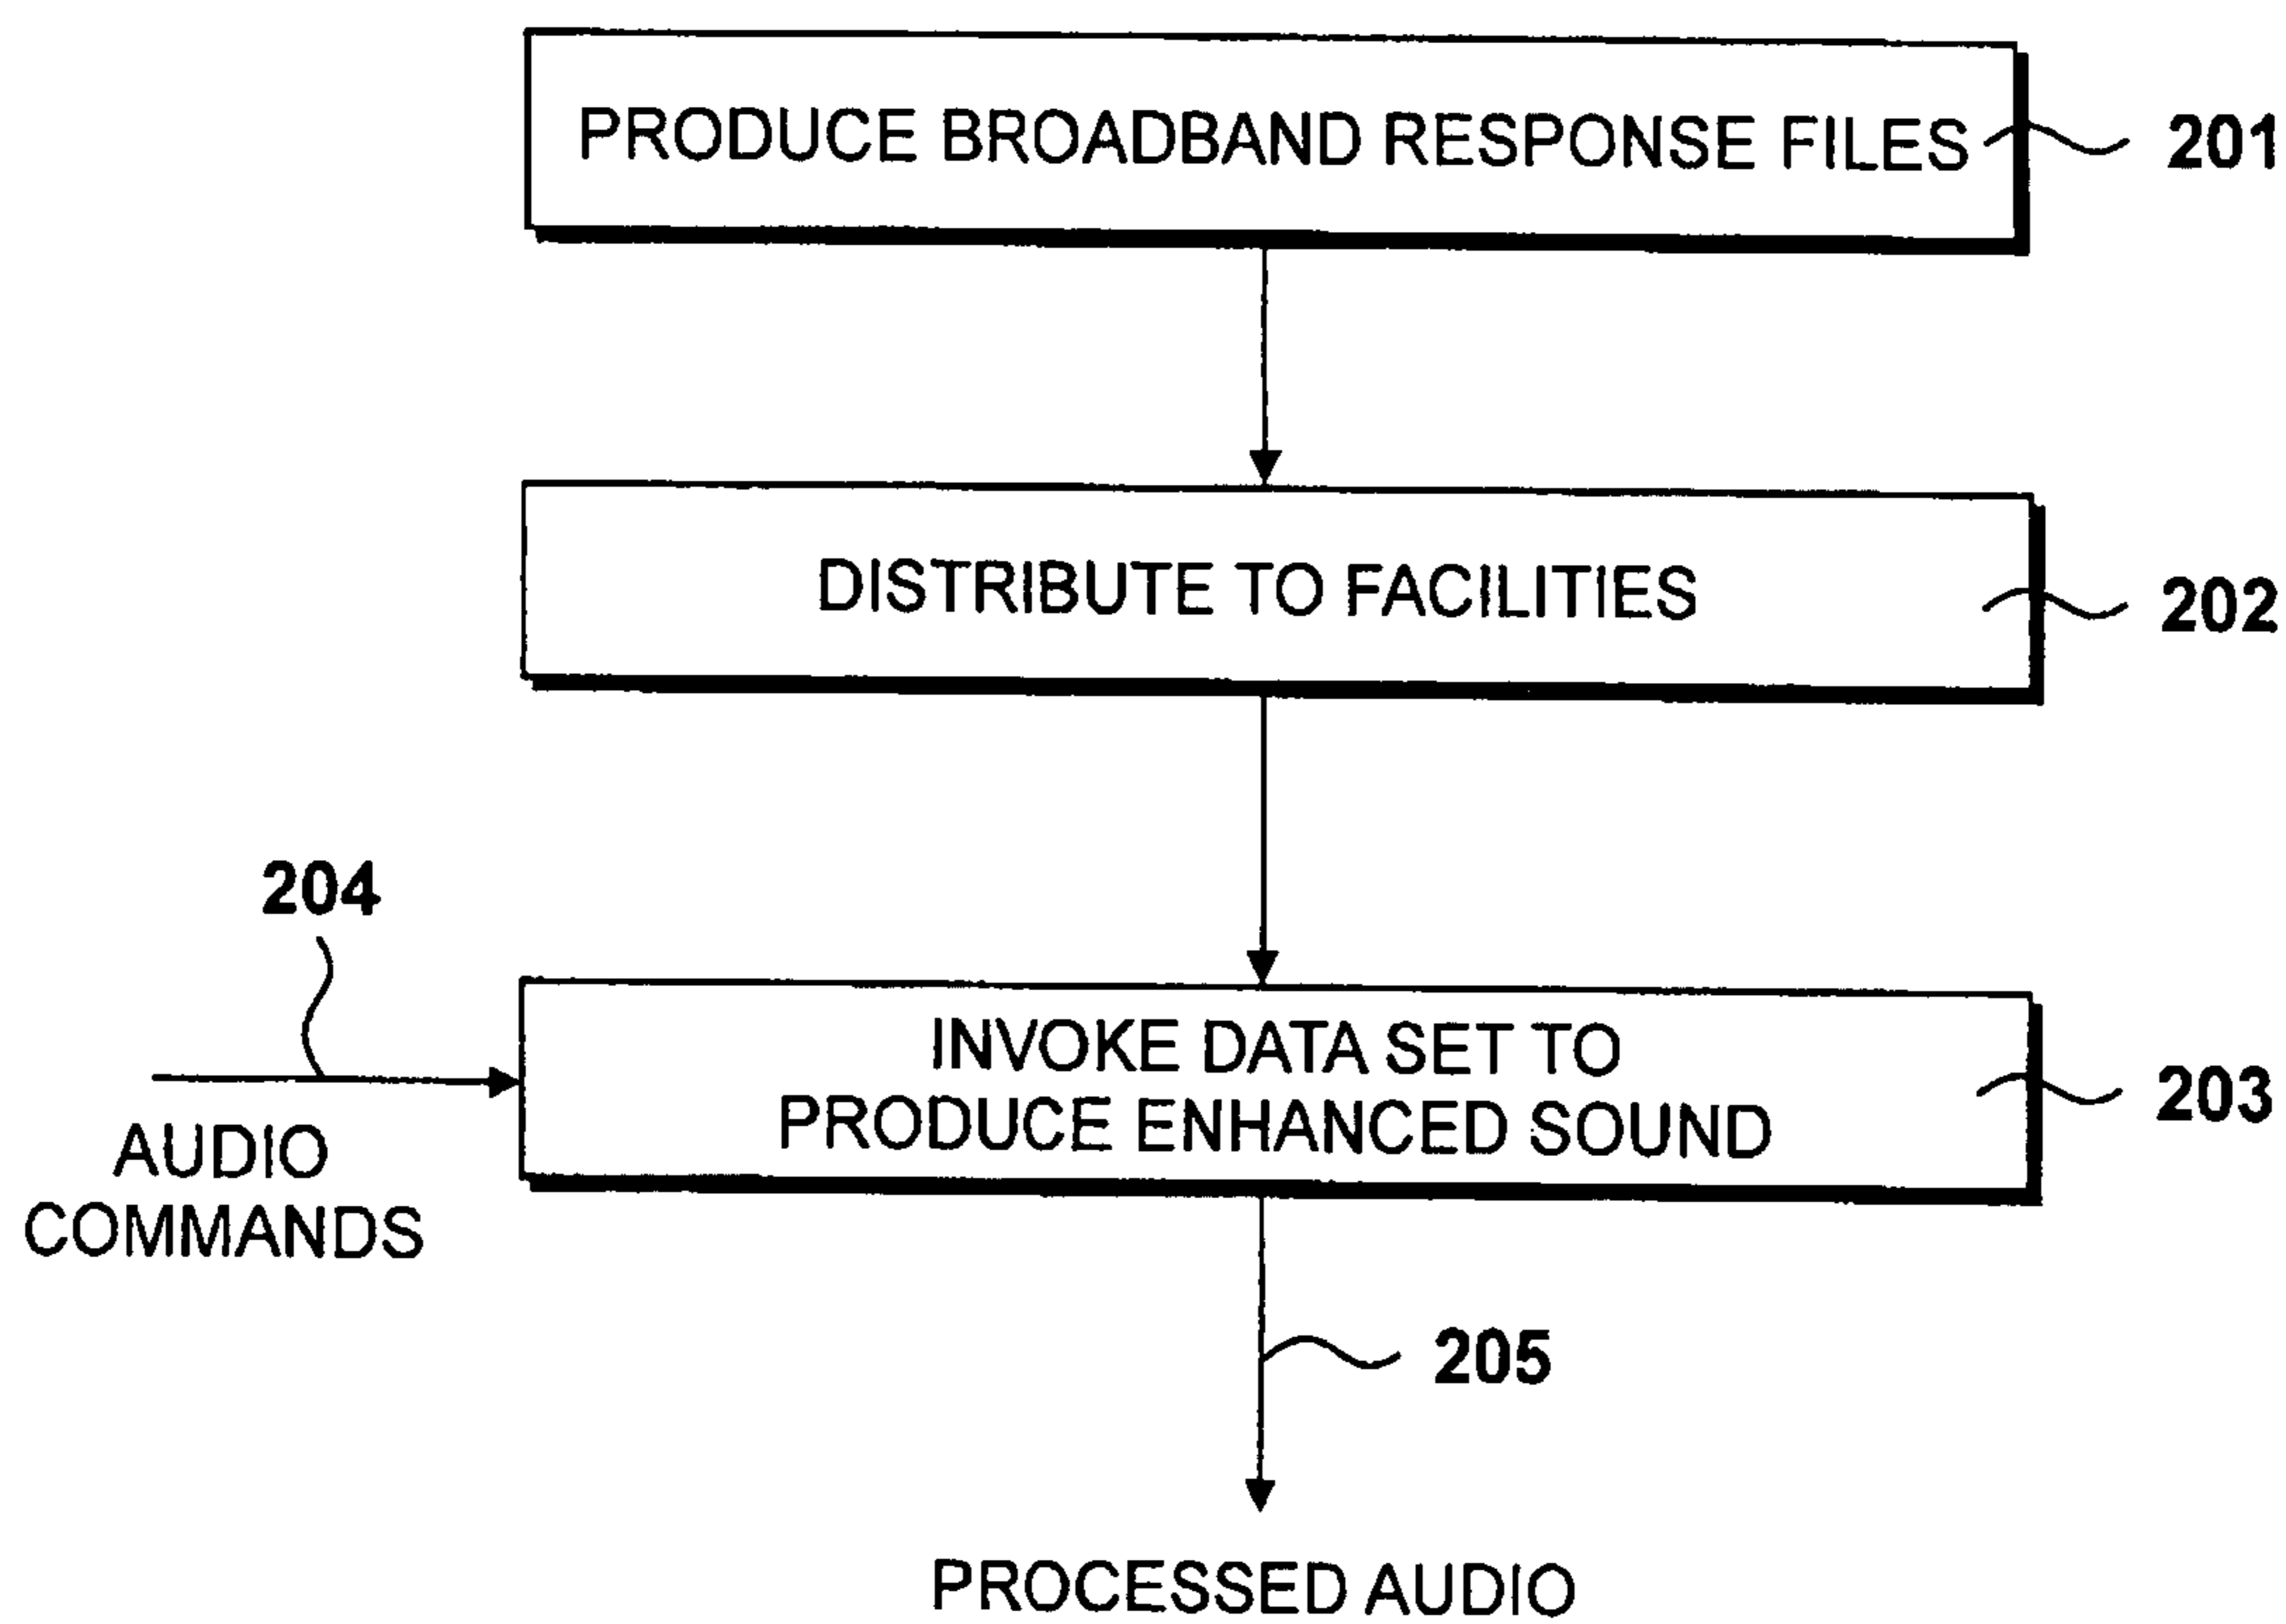 PRODUCE BROADBAND RESPONSE FILES
201
DISTRIBUTE TO FACILITIES
202
204
INVOKE DATA SET TO
PRODUCE ENHANCED SOUND
203
AUDIO
COMMANDS
205
PROCESSED AUDIO